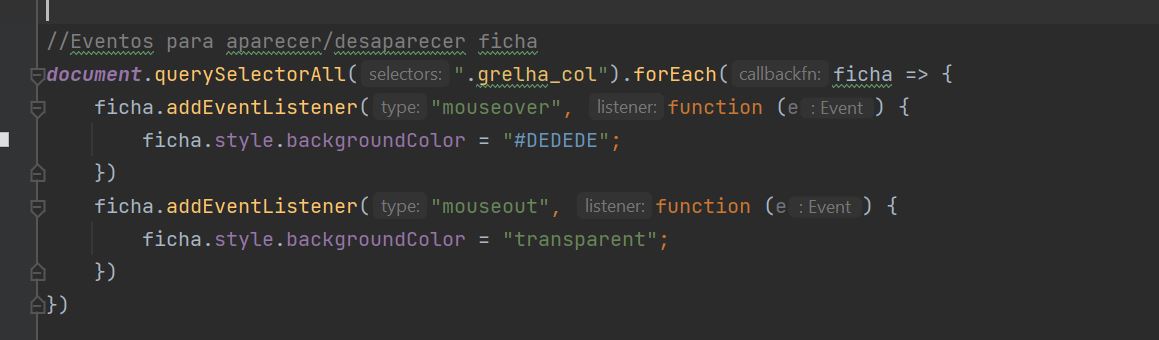 //Eventos para aparecer/desaparecer ficha
document.querySelectorAll( selectors: ".grelha_col").forEach( callbackfn: ficha => {
    ficha.addEventListener( type: "mouseover", listener: function (e : Event ) {
        ficha.style.backgroundColor = "#DEDEDE";
    })
    ficha.addEventListener( type: "mouseout", listener: function (e : Event ) {
        ficha.style.backgroundColor = "transparent";
    })
})